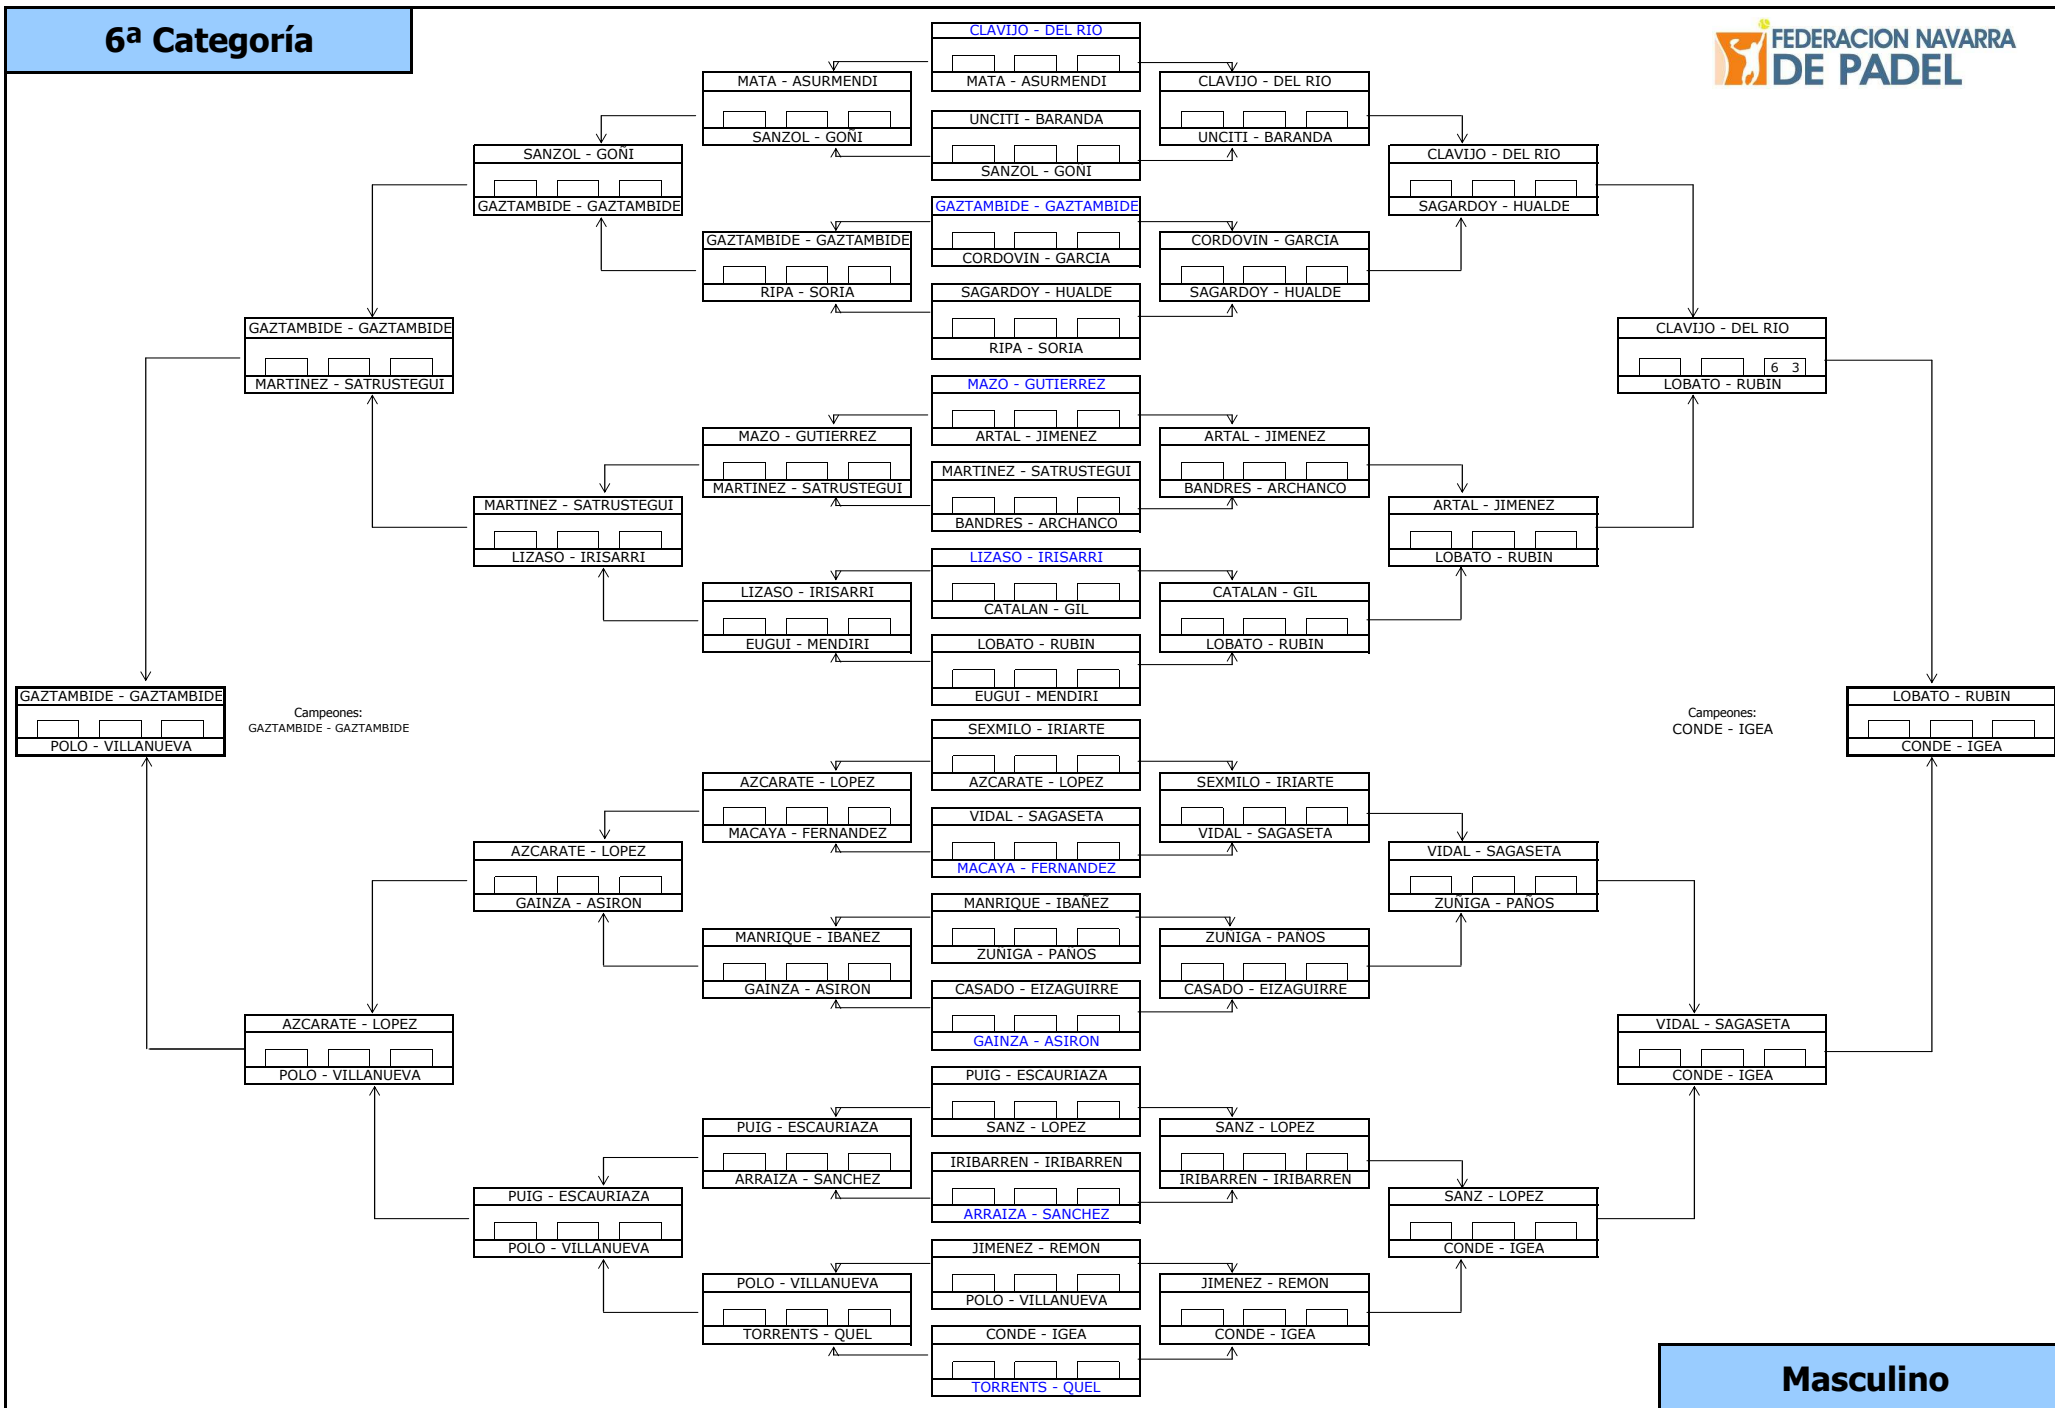 6ª Categoría
FEDERACION NAVARRA
DE PADEL
GAZTAMBIDE - GAZTAMBIDE
POLO - VILLANUEVA
Campeones:
GAZTAMBIDE - GAZTAMBIDE
GAZTAMBIDE - GAZTAMBIDE
MARTINEZ - SATRUSTEGUI
AZCARATE - LOPEZ
POLO - VILLANUEVA
SANZOL - GOÑI
GAZTAMBIDE - GAZTAMBIDE
MARTINEZ - SATRUSTEGUI
LIZASO - IRISARRI
AZCARATE - LOPEZ
GAINZA - ASIRON
PUIG - ESCAURIAZA
POLO - VILLANUEVA
MATA - ASURMENDI
SANZOL - GOÑI
GAZTAMBIDE - GAZTAMBIDE
RIPA - SORIA
MAZO - GUTIERREZ
MARTINEZ - SATRUSTEGUI
LIZASO - IRISARRI
EUGUI - MENDIRI
AZCARATE - LOPEZ
MACAYA - FERNANDEZ
MANRIQUE - IBAÑEZ
GAINZA - ASIRON
PUIG - ESCAURIAZA
ARRAIZA - SANCHEZ
POLO - VILLANUEVA
TORRENTS - QUEL
CLAVIJO - DEL RIO
MATA - ASURMENDI
UNCITI - BARANDA
SANZOL - GOÑI
GAZTAMBIDE - GAZTAMBIDE
CORDOVIN - GARCIA
SAGARDOY - HUALDE
RIPA - SORIA
MAZO - GUTIERREZ
ARTAL - JIMENEZ
MARTINEZ - SATRUSTEGUI
BANDRES - ARCHANCO
LIZASO - IRISARRI
CATALAN - GIL
LOBATO - RUBIN
EUGUI - MENDIRI
SEXMILO - IRIARTE
AZCARATE - LOPEZ
VIDAL - SAGASETA
MACAYA - FERNANDEZ
MANRIQUE - IBAÑEZ
ZUÑIGA - PAÑOS
CASADO - EIZAGUIRRE
GAINZA - ASIRON
PUIG - ESCAURIAZA
SANZ - LOPEZ
IRIBARREN - IRIBARREN
ARRAIZA - SANCHEZ
JIMENEZ - REMON
POLO - VILLANUEVA
CONDE - IGEA
TORRENTS - QUEL
CLAVIJO - DEL RIO
UNCITI - BARANDA
CORDOVIN - GARCIA
SAGARDOY - HUALDE
ARTAL - JIMENEZ
BANDRES - ARCHANCO
CATALAN - GIL
LOBATO - RUBIN
SEXMILO - IRIARTE
VIDAL - SAGASETA
ZUÑIGA - PAÑOS
CASADO - EIZAGUIRRE
SANZ - LOPEZ
IRIBARREN - IRIBARREN
JIMENEZ - REMON
CONDE - IGEA
CLAVIJO - DEL RIO
SAGARDOY - HUALDE
ARTAL - JIMENEZ
LOBATO - RUBIN
VIDAL - SAGASETA
ZUÑIGA - PAÑOS
SANZ - LOPEZ
CONDE - IGEA
CLAVIJO - DEL RIO
6 3
LOBATO - RUBIN
Campeones:
CONDE - IGEA
VIDAL - SAGASETA
CONDE - IGEA
LOBATO - RUBIN
CONDE - IGEA
Masculino